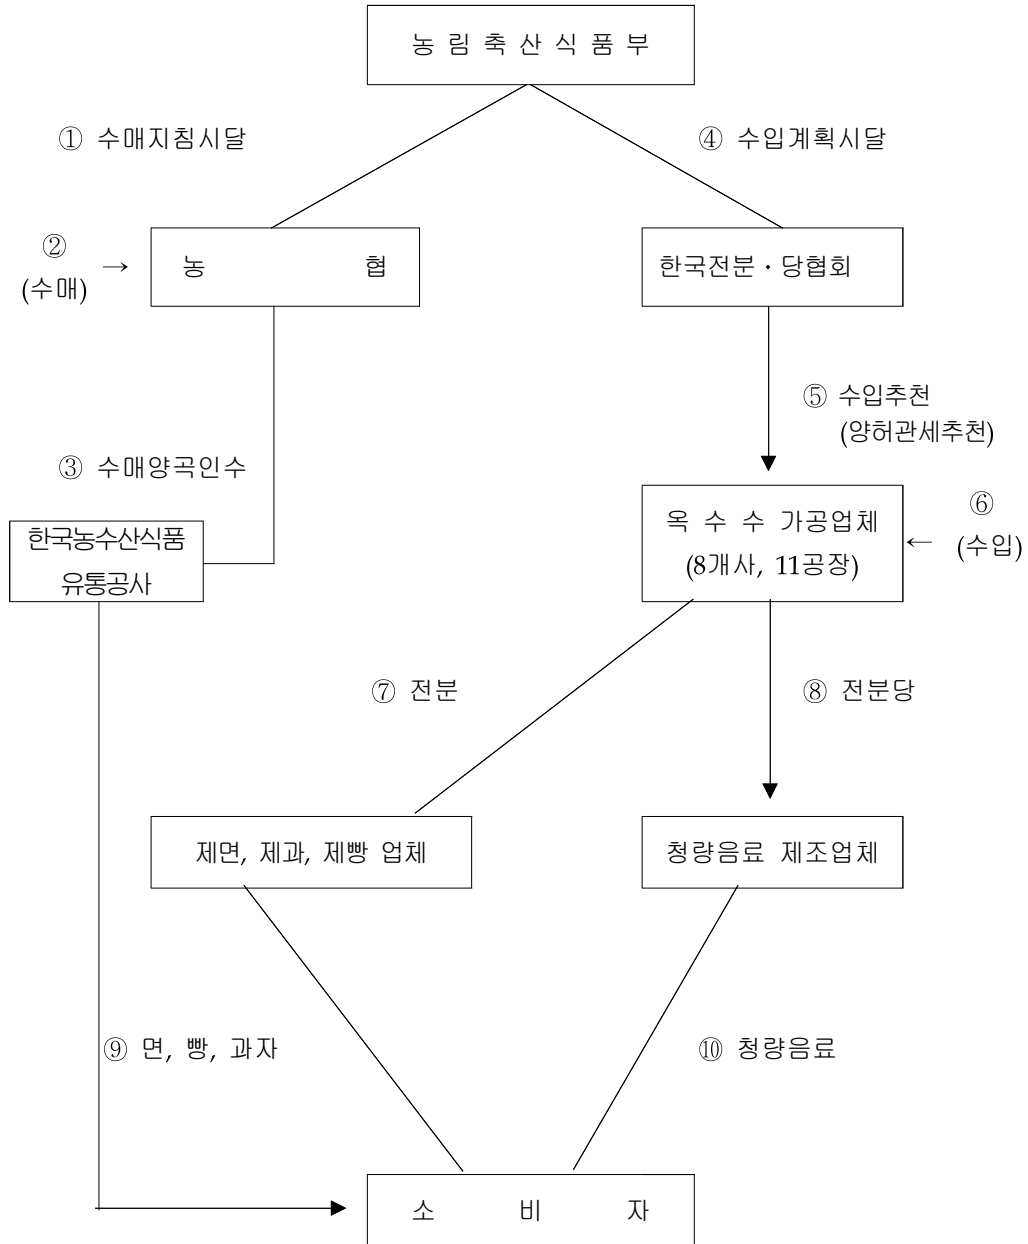 농 림 축 산 식 품 부
① 수매지침시달
④ 수입계획시달
②
(수매)
→
농 협
한국전분・당협회
⑤ 수입추천
(양허관세추천)
③ 수매양곡인수
한국농수산식품
유통공사
옥 수 수 가공업체
(8개사, 11공장)
←
⑥
(수입)
⑦ 전분
⑧ 전분당
제면, 제과, 제빵 업체
청량음료 제조업체
⑨ 면, 빵, 과자
⑩ 청량음료
소 비 자